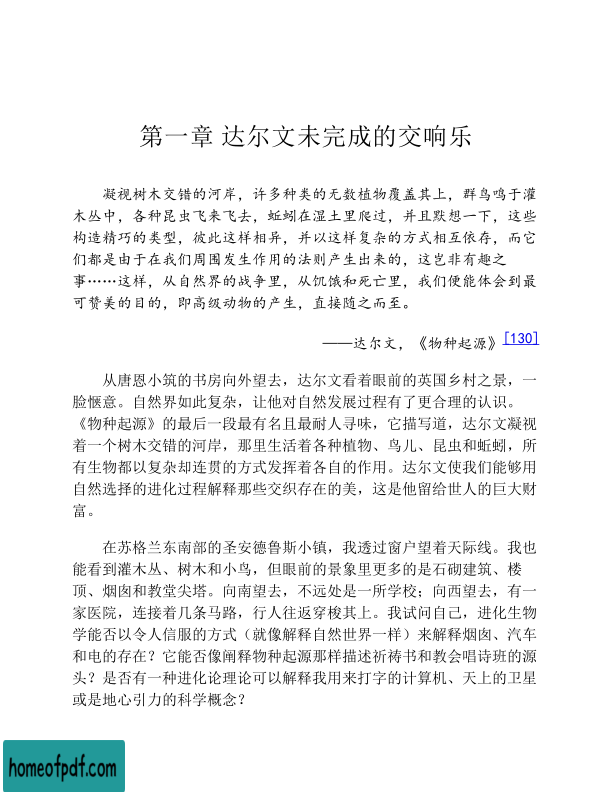 第一章 达尔文未完成的交响乐
凝视树木交错的河岸，许多种类的无数植物覆盖其上，群鸟鸣于灌
木丛中，各种昆虫飞来飞去，蚯蚓在湿土里爬过，并且默想一下，这些
构造精巧的类型，彼此这样相异，并以这样复杂的方式相互依存，而它
们都是由于在我们周围发生作用的法则产生出来的，这岂非有趣之
事……这样，从自然界的战争里，从饥饿和死亡里，我们便能体会到最
可赞美的目的，即高级动物的产生，直接随之而至。
——达尔文，《物种起源》[130]
从唐恩小筑的书房向外望去，达尔文看着眼前的英国乡村之景，一
脸惬意。自然界如此复杂，让他对自然发展过程有了更合理的认识。
《物种起源》的最后一段最有名且最耐人寻味，它描写道，达尔文凝视
着一个树木交错的河岸，那里生活着各种植物、鸟儿、昆虫和蚯蚓，所
有生物都以复杂却连贯的方式发挥着各自的作用。达尔文使我们能够用
自然选择的进化过程解释那些交织存在的美，这是他留给世人的巨大财
富。
在苏格兰东南部的圣安德鲁斯小镇，我透过窗户望着天际线。我也
能看到灌木丛、树木和小鸟，但眼前的景象里更多的是石砌建筑、楼
顶、烟囱和教堂尖塔。向南望去，不远处是一所学校；向西望去，有一
家医院，连接着几条马路，行人往返穿梭其上。我试问自己，进化生物
学能否以令人信服的方式（就像解释自然世界一样）来解释烟囱、汽车
和电的存在？它能否像阐释物种起源那样描述祈祷书和教会唱诗班的源
头？是否有一种进化论理论可以解释我用来打字的计算机、天上的卫星
或是地心引力的科学概念？
homeofpdf.com